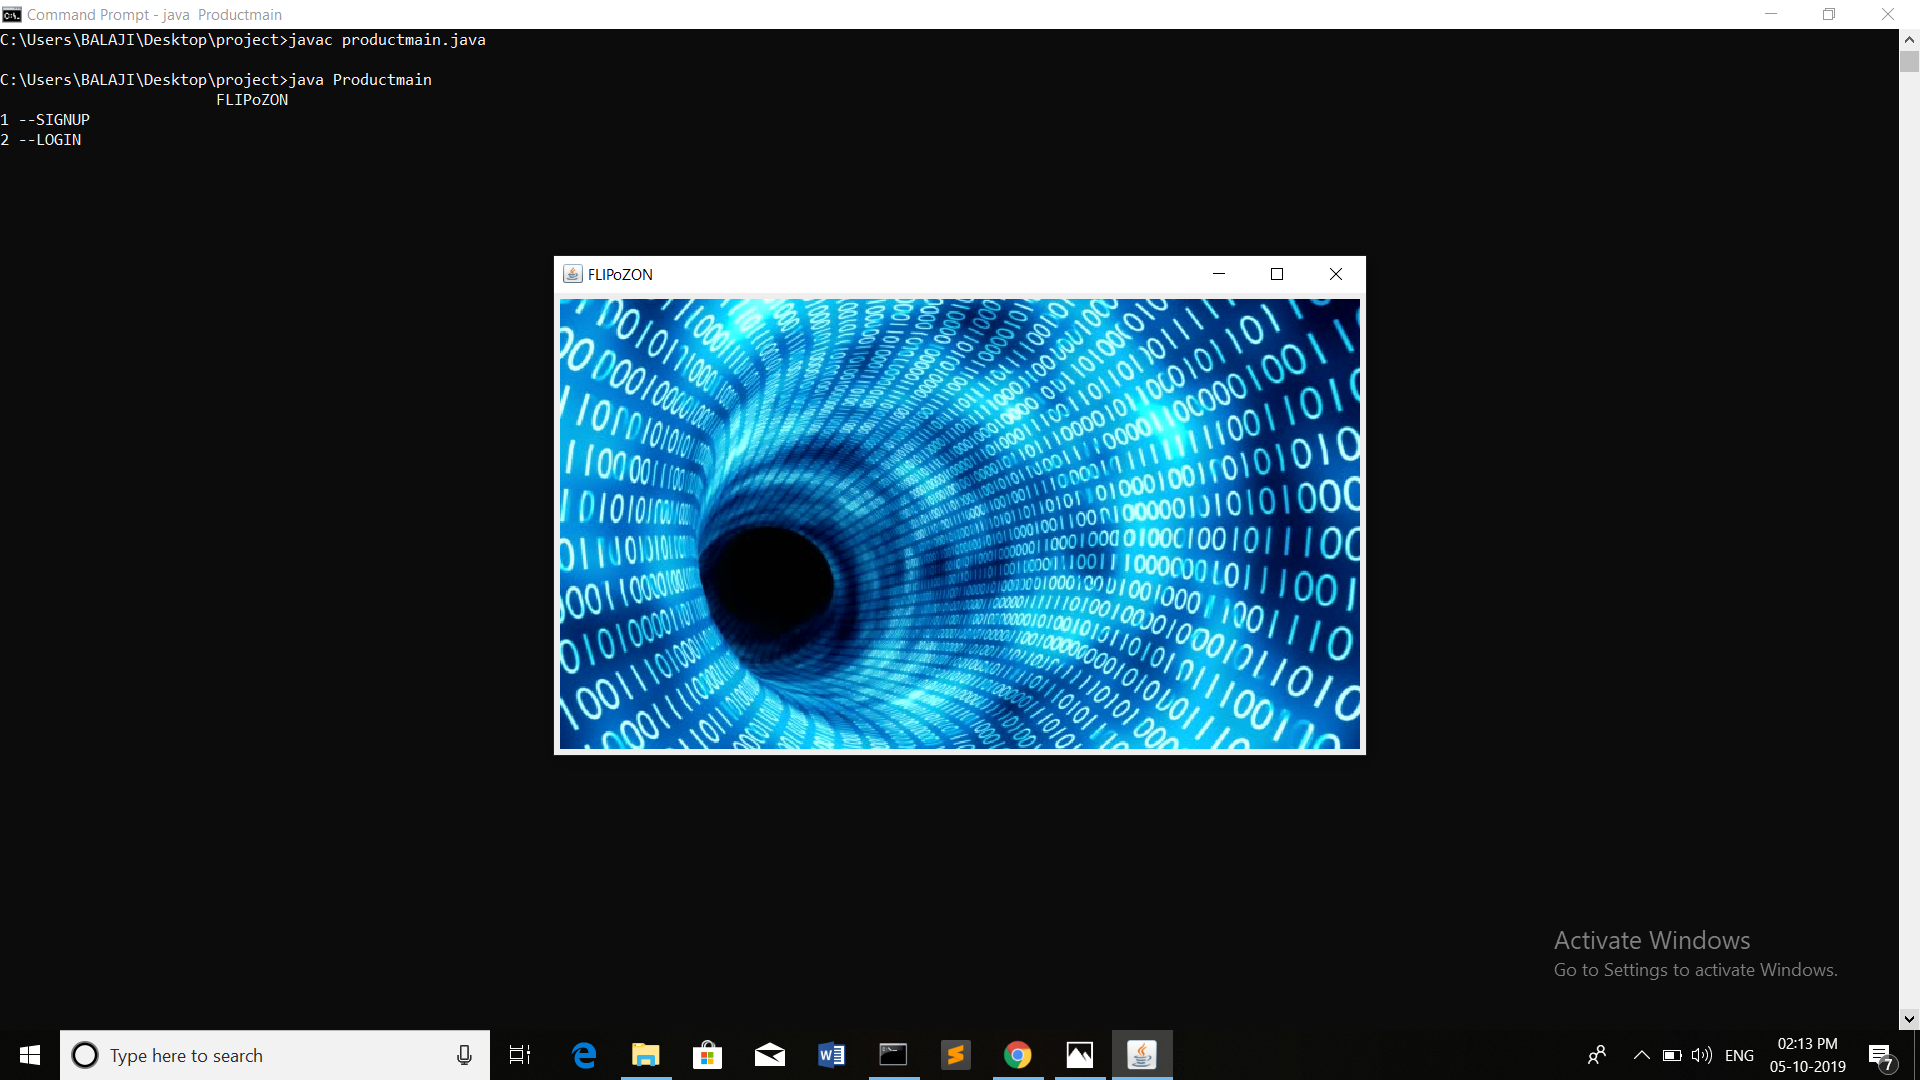 Command Prompt - java  Productmain
C:\Users\BALAJI\Desktop\project>javac productmain.java
C:\Users\BALAJI\Desktop\project>java Productmain
FLIPoZON
1 --SIGNUP
2 --LOGIN
FLIPoZON
Activate Windows
Go to Settings to activate Windows.
Type here to search
ENG
02:13 PM
05-10-2019
7